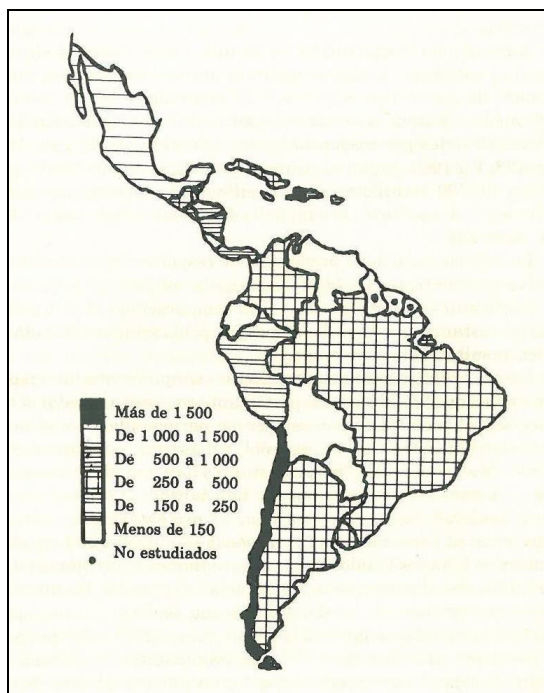 Más de 1 500
De 1 000 a 1 500
De 500 a 1 000
De 250 a 500
De 150 a 250
Menos de 150
No estudiados